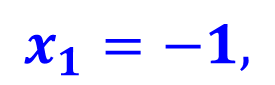 x₁ = −1,